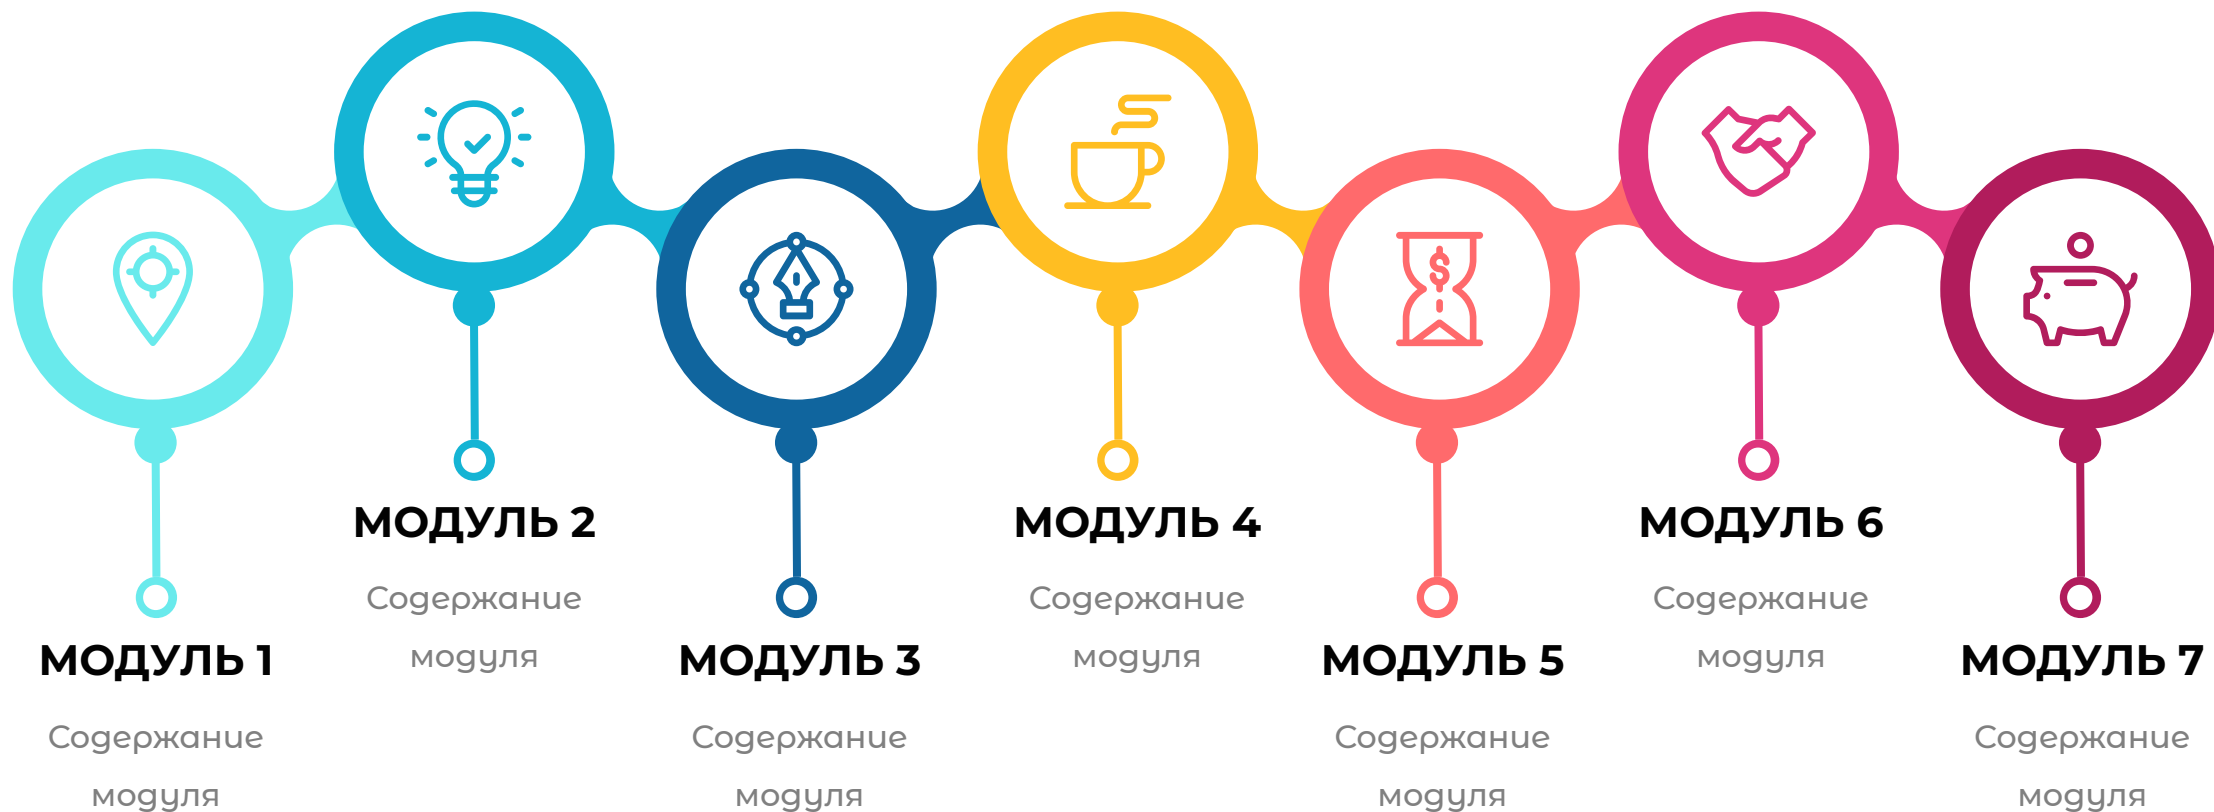 МОДУЛЬ 1
Содержание
модуля
МОДУЛЬ 2
Содержание
модуля
МОДУЛЬ 3
Содержание
модуля
МОДУЛЬ 4
Содержание
модуля
МОДУЛЬ 5
Содержание
модуля
МОДУЛЬ 6
Содержание
модуля
МОДУЛЬ 7
Содержание
модуля
$